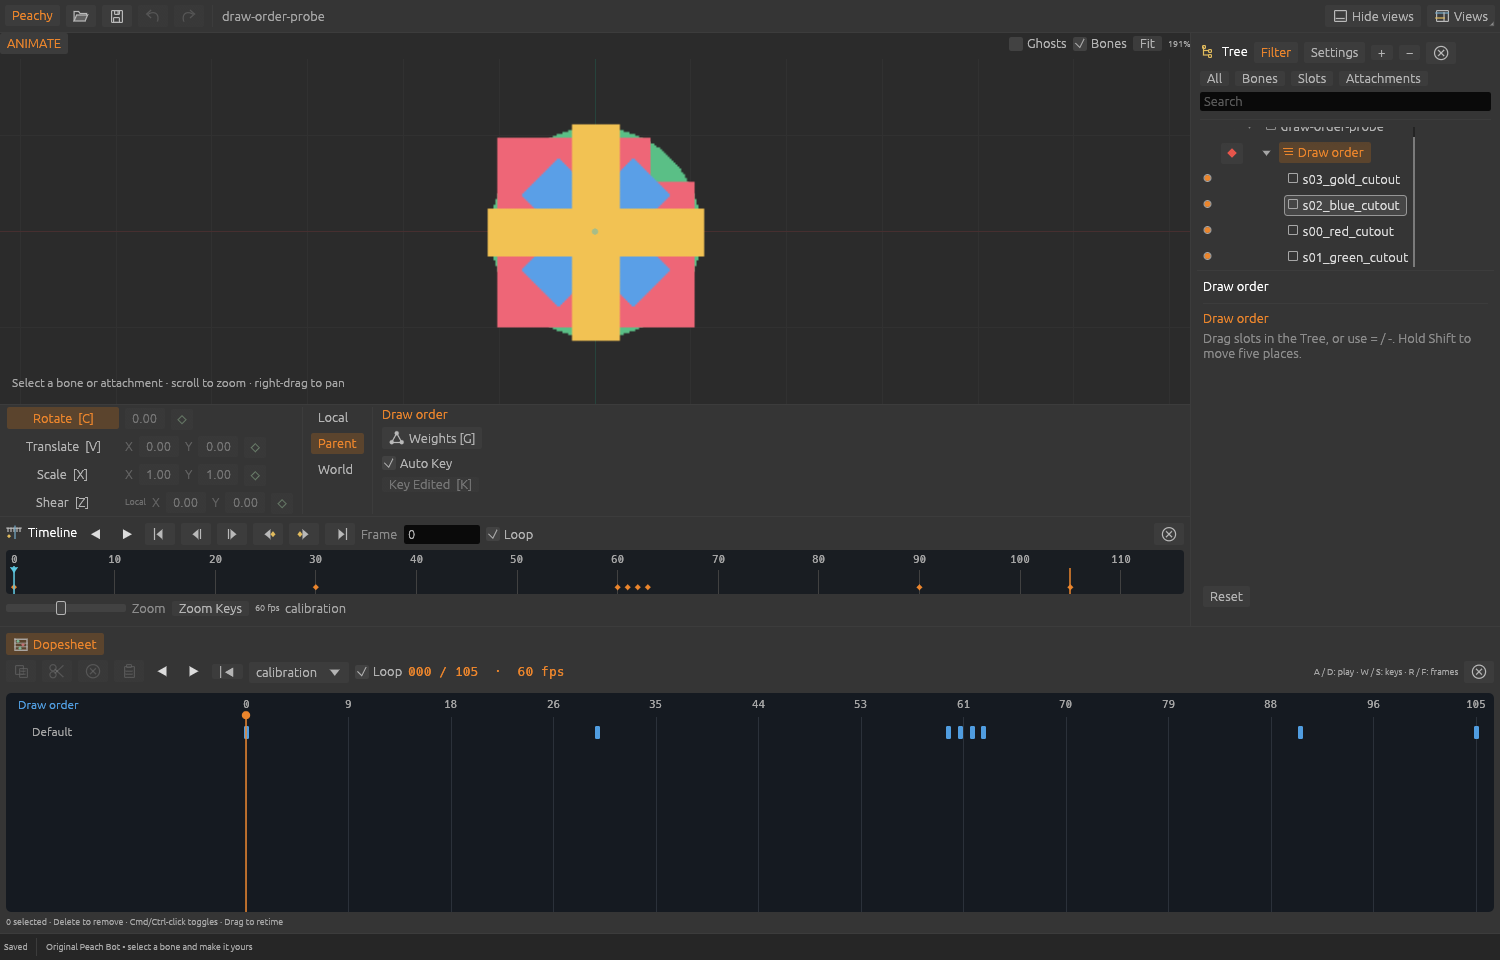 Peachy draw-order-probe Hide views Views
ANIMATE Ghosts Bones Fit 191%
Tree Filter Settings + −
All Bones Slots Attachments
Search
draw-order-probe
Draw order
s03_gold_cutout
s02_blue_cutout
s00_red_cutout
s01_green_cutout
Draw order
Draw order
Drag slots in the Tree, or use = / -. Hold Shift to
move five places.
Reset
Select a bone or attachment · scroll to zoom · right-drag to pan
Rotate [C] 0.00
Translate [V] X 0.00 Y 0.00
Scale [X] X 1.00 Y 1.00
Shear [Z] Local X 0.00 Y 0.00
Local
Parent
World
Draw order
Weights [G]
Auto Key
Key Edited [K]
Timeline Frame 0 Loop
0 10 20 30 40 50 60 70 80 90 100 110
Zoom Zoom Keys 60 fps calibration
Dopesheet
calibration Loop 000 / 105 · 60 fps A / D: play · W / S: keys · R / F: frames
Draw order 0 9 18 26 35 44 53 61 70 79 88 96 105
Default
0 selected · Delete to remove · Cmd/Ctrl-click toggles · Drag to retime
Saved Original Peach Bot • select a bone and make it yours